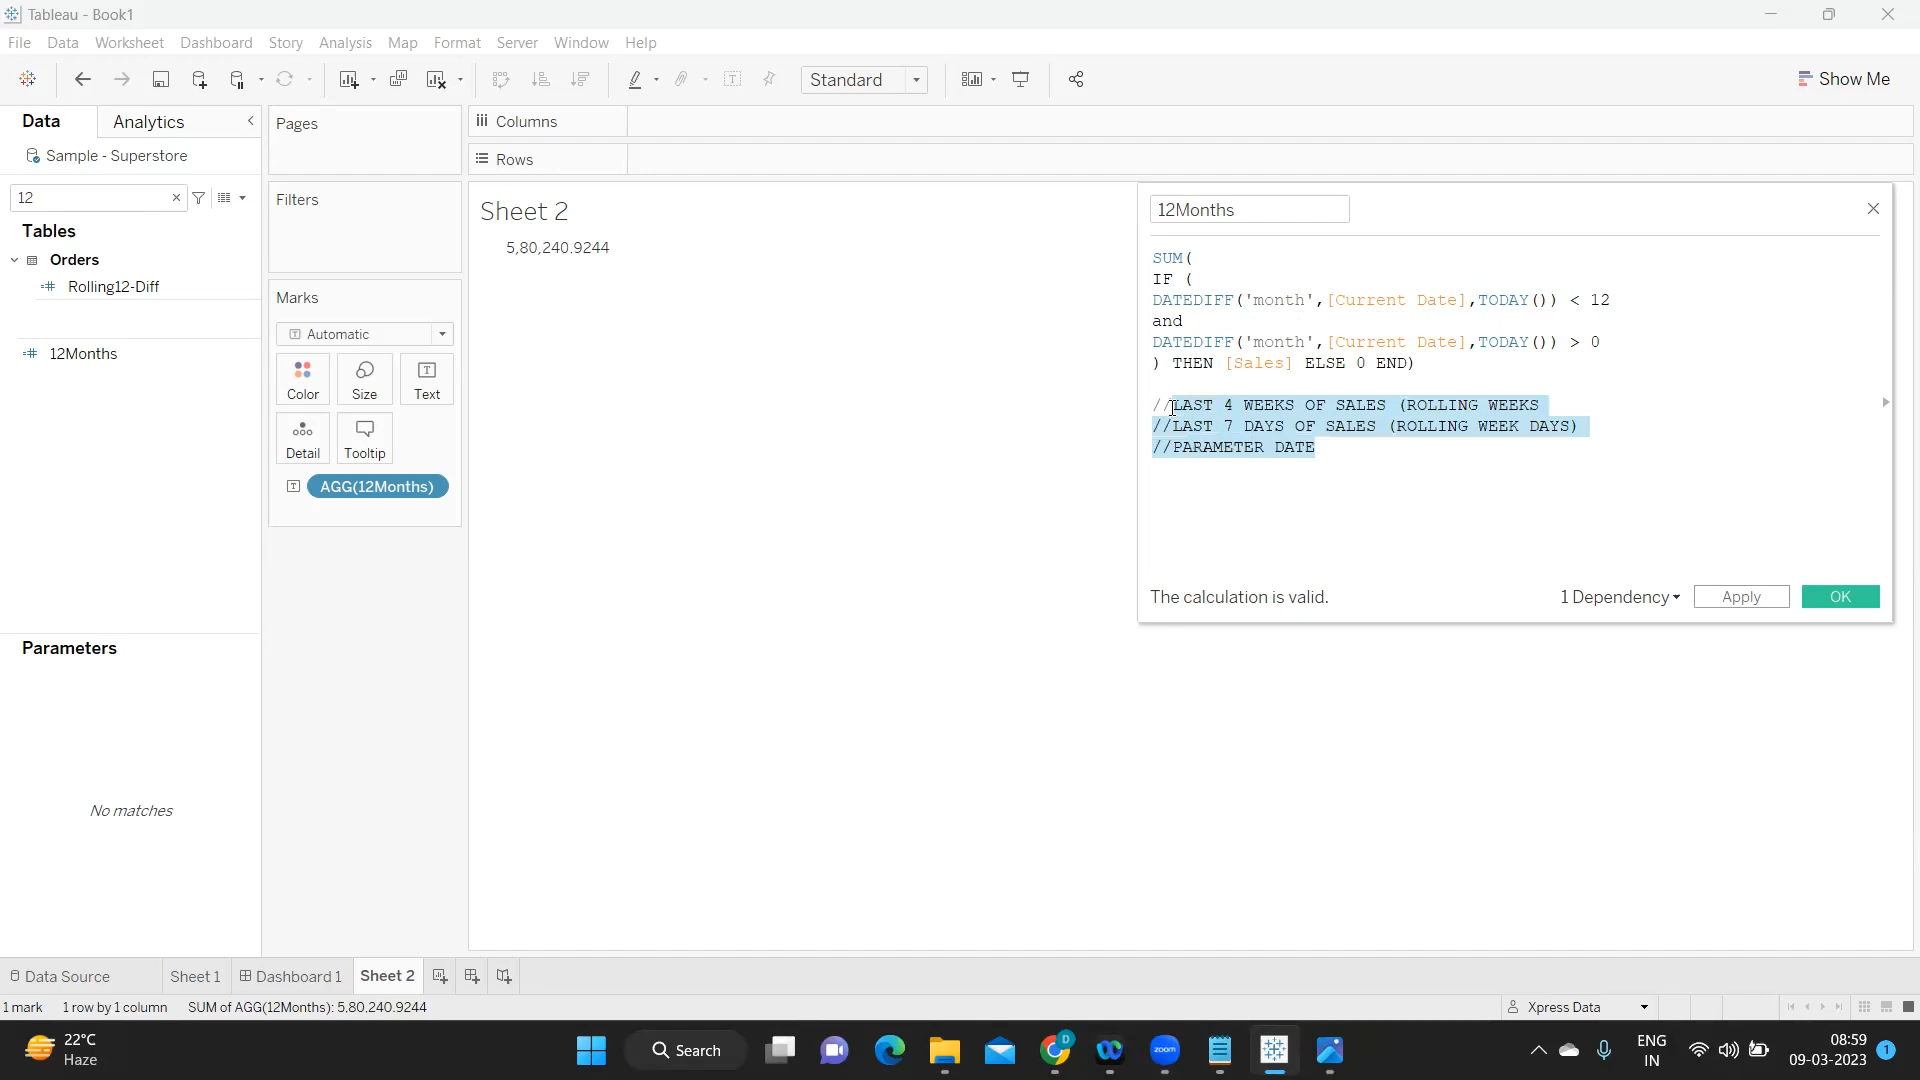 Tableau - Book1
File Data Worksheet Dashboard Story Analysis Map Format Server Window Help
Standard
Show Me
Data Analytics
Pages
Columns
Rows
Sample - Superstore
12
Tables
Orders
Rolling12-Diff
12Months
Filters
Marks
Automatic
Color Size Text
Detail Tooltip
AGG(12Months)
Sheet 2
5,80,240.9244
12Months
SUM(
IF (
DATEDIFF('month',[Current Date],TODAY()) < 12
and
DATEDIFF('month',[Current Date],TODAY()) > 0
) THEN [Sales] ELSE 0 END)
//LAST 4 WEEKS OF SALES (ROLLING WEEKS
//LAST 7 DAYS OF SALES (ROLLING WEEK DAYS)
//PARAMETER DATE
The calculation is valid.
1 Dependency
Apply
OK
Parameters
No matches
Data Source Sheet 1 Dashboard 1 Sheet 2
1 mark 1 row by 1 column SUM of AGG(12Months): 5,80,240.9244
Xpress Data
22°C
Haze
Search
zoom
D
ENG
IN
08:59
09-03-2023
1